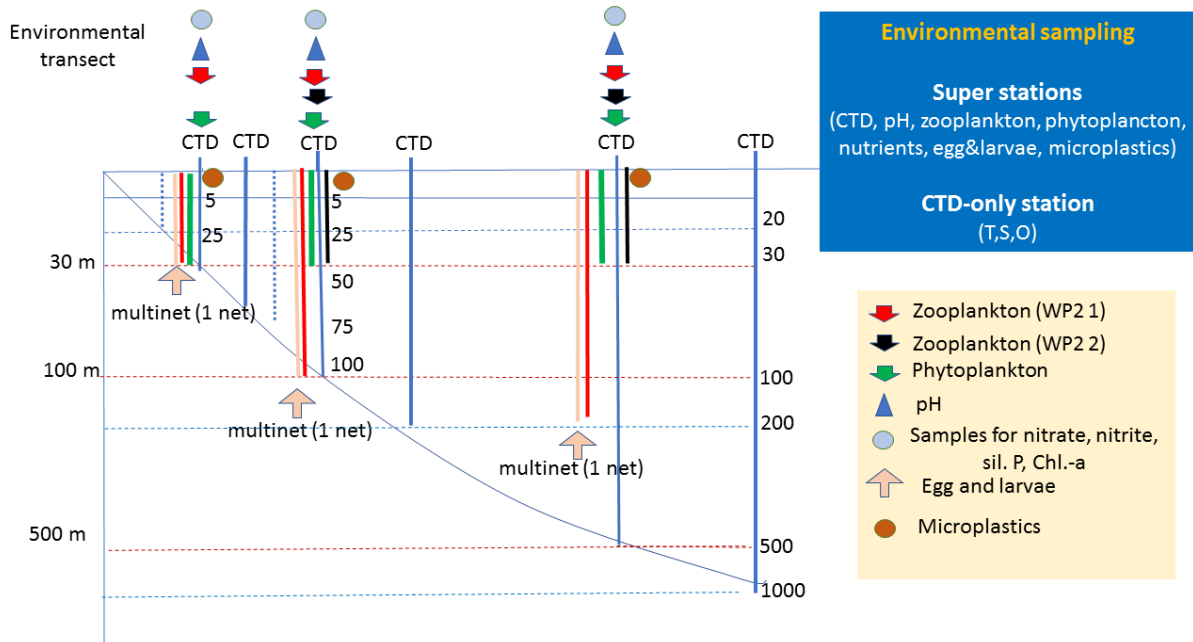 Environmental
transect
CTD
CTD
CTD
CTD
CTD
CTD
5
25
30 m
multinet (1 net)
5
25
50
75
100
100 m
multinet (1 net)
multinet (1 net)
500 m
20
30
100
200
500
1000
Environmental sampling
Super stations
(CTD, pH, zooplankton, phytoplancton,
nutrients, egg&larvae, microplastics)
CTD-only station
(T,S,O)
Zooplankton (WP2 1)
Zooplankton (WP2 2)
Phytoplankton
pH
Samples for nitrate, nitrite,
sil. P, Chl.-a
Egg and larvae
Microplastics